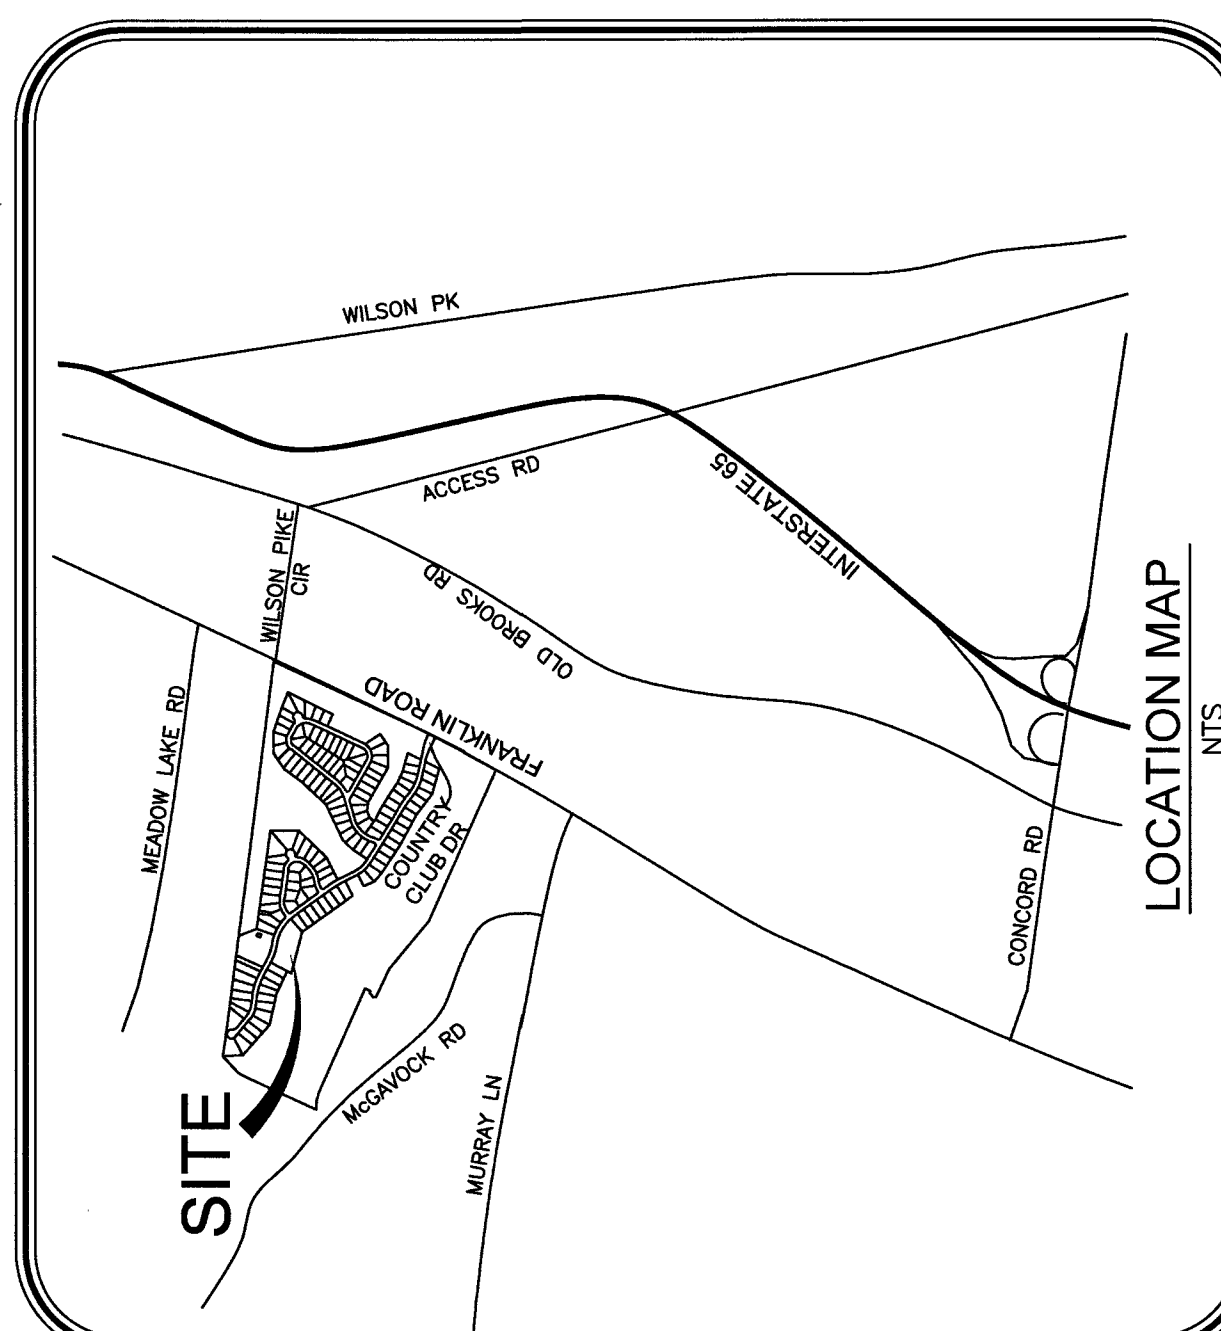 WILSON PK
ACCESS RD
INTERSTATE 65
WILSON PIKE
CIR
OLD BROOKS RD
FRANKLIN ROAD
MEADOW LAKE RD
COUNTRY
CLUB DR
McGAVOCK RD
MURRAY LN
CONCORD RD
SITE
LOCATION MAP
NTS